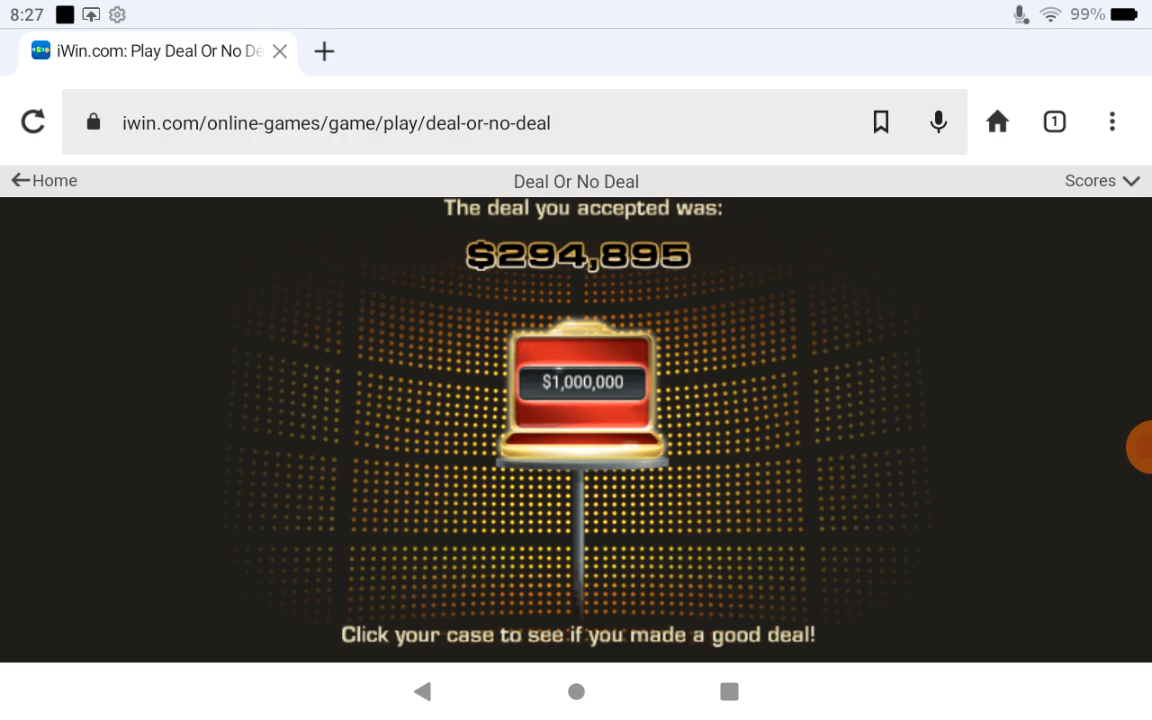 8:27 99%
iWin.com: Play Deal Or No De
iwin.com/online-games/game/play/deal-or-no-deal 1
Home Deal Or No Deal Scores
The deal you accepted was:
$294,895
$1,000,000
Click your case to see if you made a good deal!